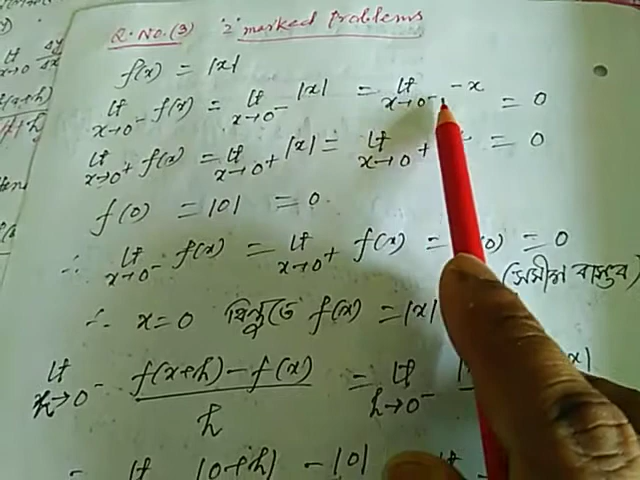 Q. No. (3) '2' marked Problems
f(x) = |x|
lt x→0⁻ f(x) = lt x→0⁻ |x| = lt x→0⁻ -x = 0
lt x→0⁺ f(x) = lt x→0⁺ |x| = lt x→0⁺ = 0
f(0) = |0| = 0.
∴ lt x→0⁻ f(x) = lt x→0⁺ f(x) = 0) = 0
∴ x = 0 বিন্দুতে f(x) = |x|
lt x→0⁻ f(x+h) - f(x) / h = lt h→0⁻ | x|
= lt |0+h| - |0|